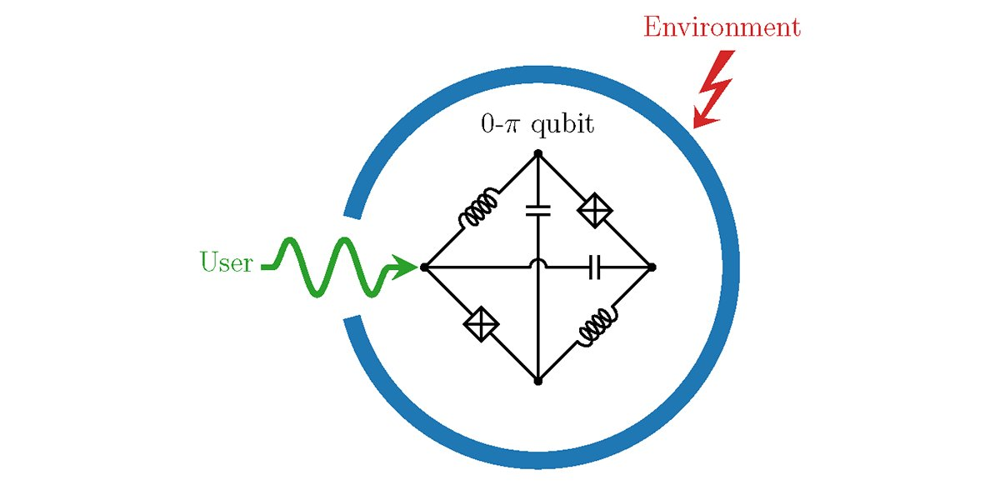 Environment
0-π qubit
User